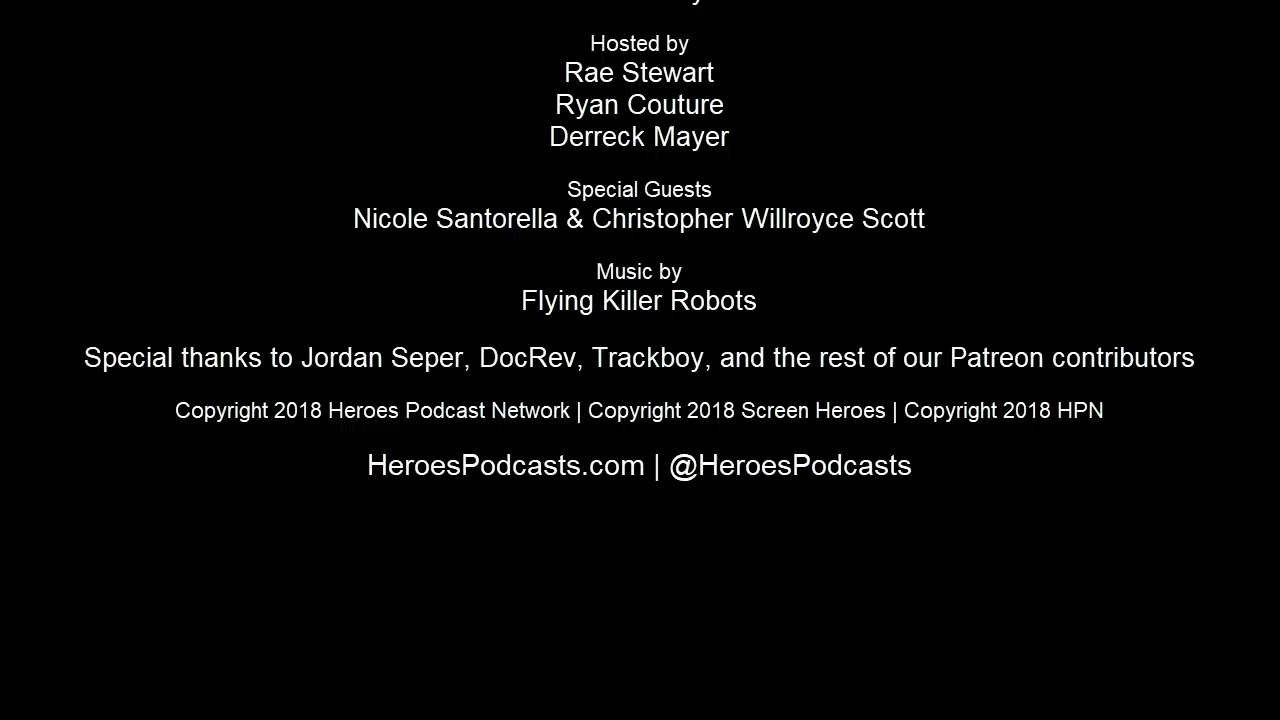 Hosted by
Rae Stewart
Ryan Couture
Derreck Mayer
Special Guests
Nicole Santorella & Christopher Willroyce Scott
Music by
Flying Killer Robots
Special thanks to Jordan Seper, DocRev, Trackboy, and the rest of our Patreon contributors
Copyright 2018 Heroes Podcast Network | Copyright 2018 Screen Heroes | Copyright 2018 HPN
HeroesPodcasts.com | @HeroesPodcasts